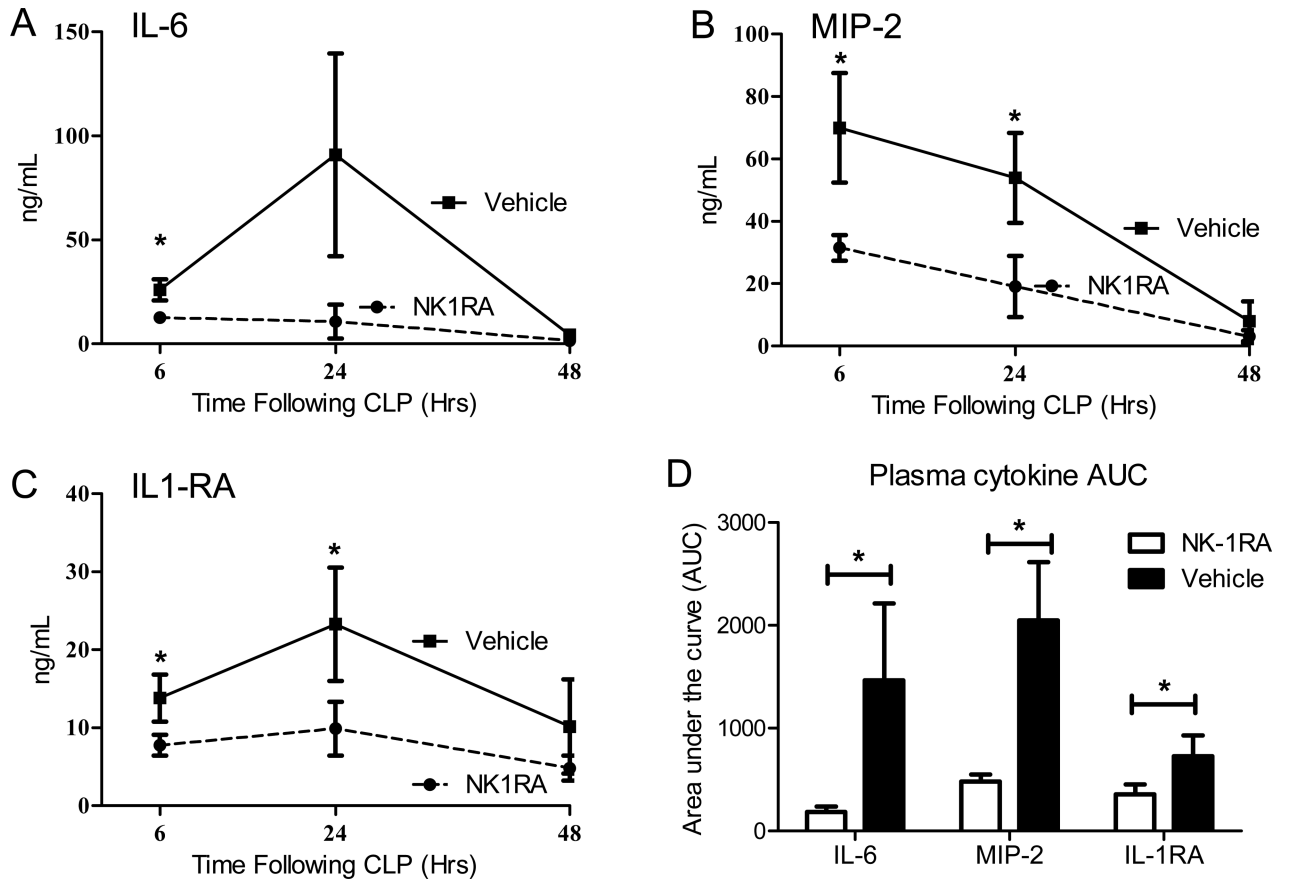 A IL-6
150
100
50
0
ng/mL
*
Vehicle
NK1RA
6 24 48
Time Following CLP (Hrs)
B MIP-2
100
80
60
40
20
0
ng/mL
*
*
Vehicle
NK1RA
6 24 48
Time Following CLP (Hrs)
C IL1-RA
40
30
20
10
0
ng/mL
*
*
Vehicle
NK1RA
6 24 48
Time Following CLP (Hrs)
D Plasma cytokine AUC
3000
2000
1000
0
Area under the curve (AUC)
*
*
*
NK-1RA
Vehicle
IL-6 MIP-2 IL-1RA